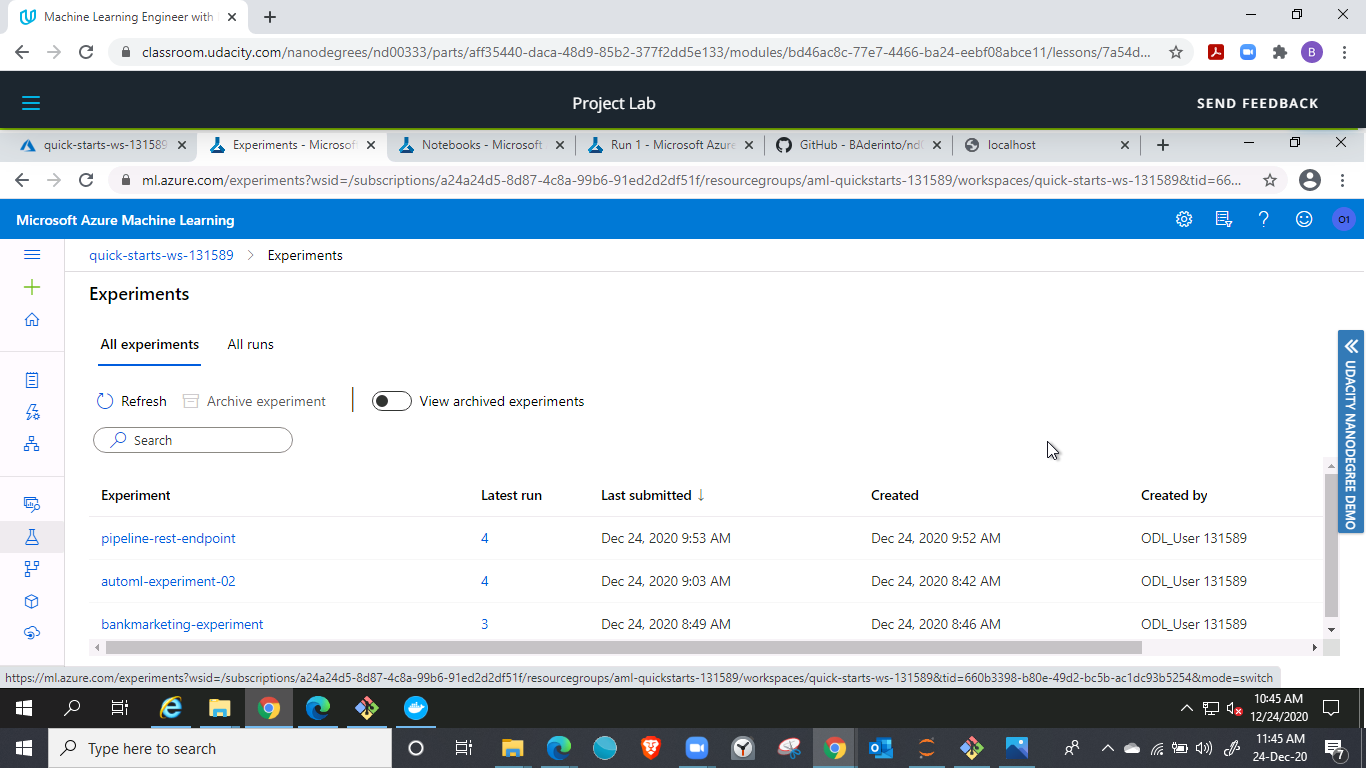 Machine Learning Engineer with
classroom.udacity.com/nanodegrees/nd00333/parts/aff35440-daca-48d9-85b2-377f2dd5e133/modules/bd46ac8c-77e7-4466-ba24-eebf08abce11/lessons/7a54d...
B
Project Lab
SEND FEEDBACK
quick-starts-ws-131589
Experiments - Microsoft
Notebooks - Microsoft
Run 1 - Microsoft Azure
GitHub - BAderinto/nd0
localhost
ml.azure.com/experiments?wsid=/subscriptions/a24a24d5-8d87-4c8a-99b6-91ed2d2df51f/resourcegroups/aml-quickstarts-131589/workspaces/quick-starts-ws-131589&tid=66...
Microsoft Azure Machine Learning
O1
quick-starts-ws-131589 > Experiments
Experiments
All experiments
All runs
Refresh
Archive experiment
View archived experiments
Search
UDACITY NANODEGREE DEMO
Experiment Latest run Last submitted ↓ Created Created by
pipeline-rest-endpoint 4 Dec 24, 2020 9:53 AM Dec 24, 2020 9:52 AM ODL_User 131589
automl-experiment-02 4 Dec 24, 2020 9:03 AM Dec 24, 2020 8:42 AM ODL_User 131589
bankmarketing-experiment 3 Dec 24, 2020 8:49 AM Dec 24, 2020 8:46 AM ODL_User 131589
https://ml.azure.com/experiments?wsid=/subscriptions/a24a24d5-8d87-4c8a-99b6-91ed2d2df51f/resourcegroups/aml-quickstarts-131589/workspaces/quick-starts-ws-131589&tid=660b3398-b80e-49d2-bc5b-ac1dc93b5254&mode=switch
10:45 AM
12/24/2020
Type here to search
11:45 AM
24-Dec-20
7